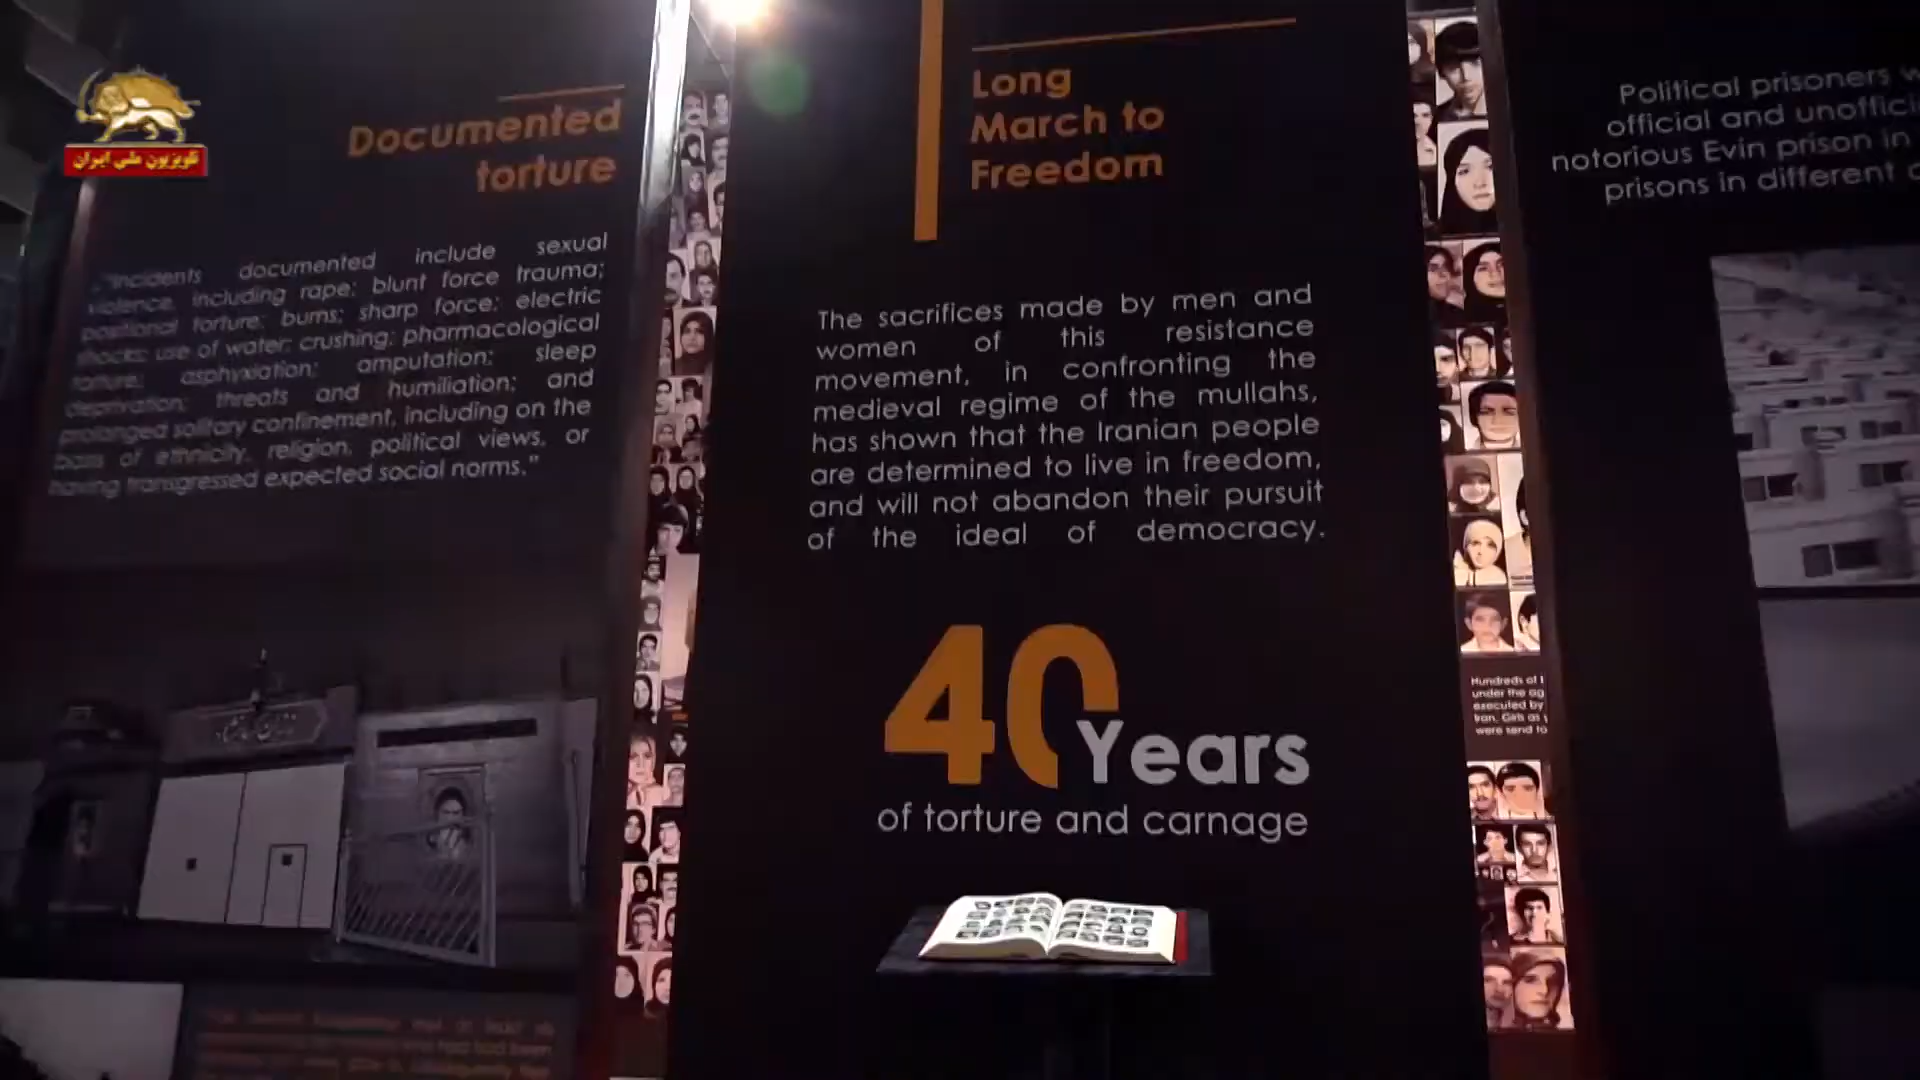 تلویزیون ملی ایران
Documented
torture
"Incidents documented include sexual
violence, including rape; blunt force trauma;
positional torture; burns; sharp force; electric
shocks; use of water; crushing; pharmacological
torture; asphyxiation; amputation; sleep
deprivation; threats and humiliation; and
prolonged solitary confinement, including on the
basis of ethnicity, religion, political views, or
having transgressed expected social norms."
Long
March to
Freedom
The sacrifices made by men and
women of this resistance
movement, in confronting the
medieval regime of the mullahs,
has shown that the Iranian people
are determined to live in freedom,
and will not abandon their pursuit
of the ideal of democracy.
40 Years
of torture and carnage
Political prisoners
official and
notorious Evin prison in
prisons in different
Hundreds of
under the ag
executed by
Iran. Girls as
were send to